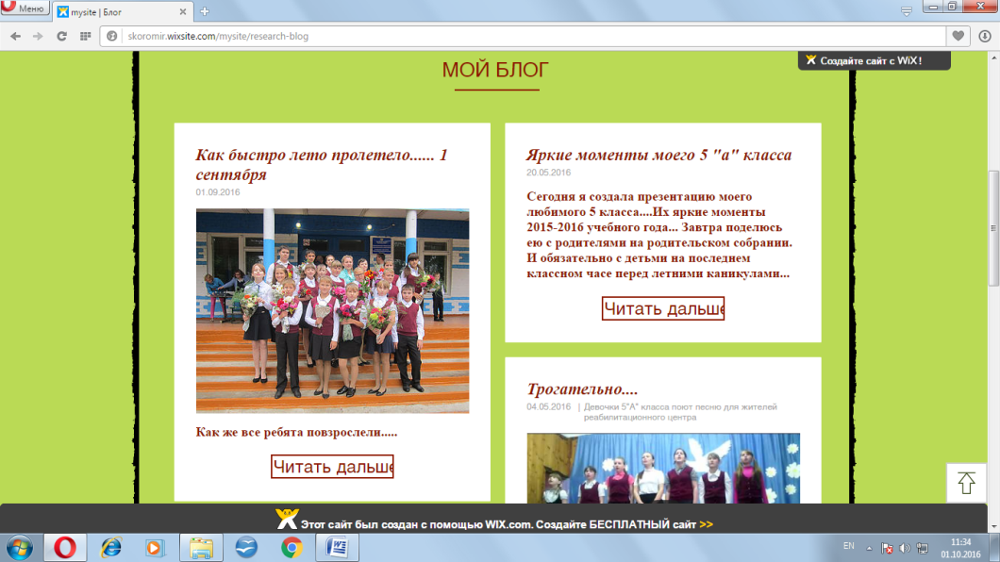 Меню
mysite | Блог
skoromir.wixsite.com/mysite/research-blog
Создайте сайт с WiX!
МОЙ БЛОГ
Как быстро лето пролетело...... 1
сентября
01.09.2016
Как же все ребята повзрослели.....
Читать дальше
Яркие моменты моего 5 "а" класса
20.05.2016
Сегодня я создала презентацию моего
любимого 5 класса....Их яркие моменты
2015-2016 учебного года... Завтра поделюсь
ею с родителями на родительском собрании.
И обязательно с детьми на последнем
классном часе перед летними каникулами...
Читать дальше
Трогательно....
04.05.2016 | Девочки 5"А" класса поют песню для жителей
реабилитационного центра
Этот сайт был создан с помощью WIX.com. Создайте БЕСПЛАТНЫЙ сайт >>
EN
11:34
01.10.2016